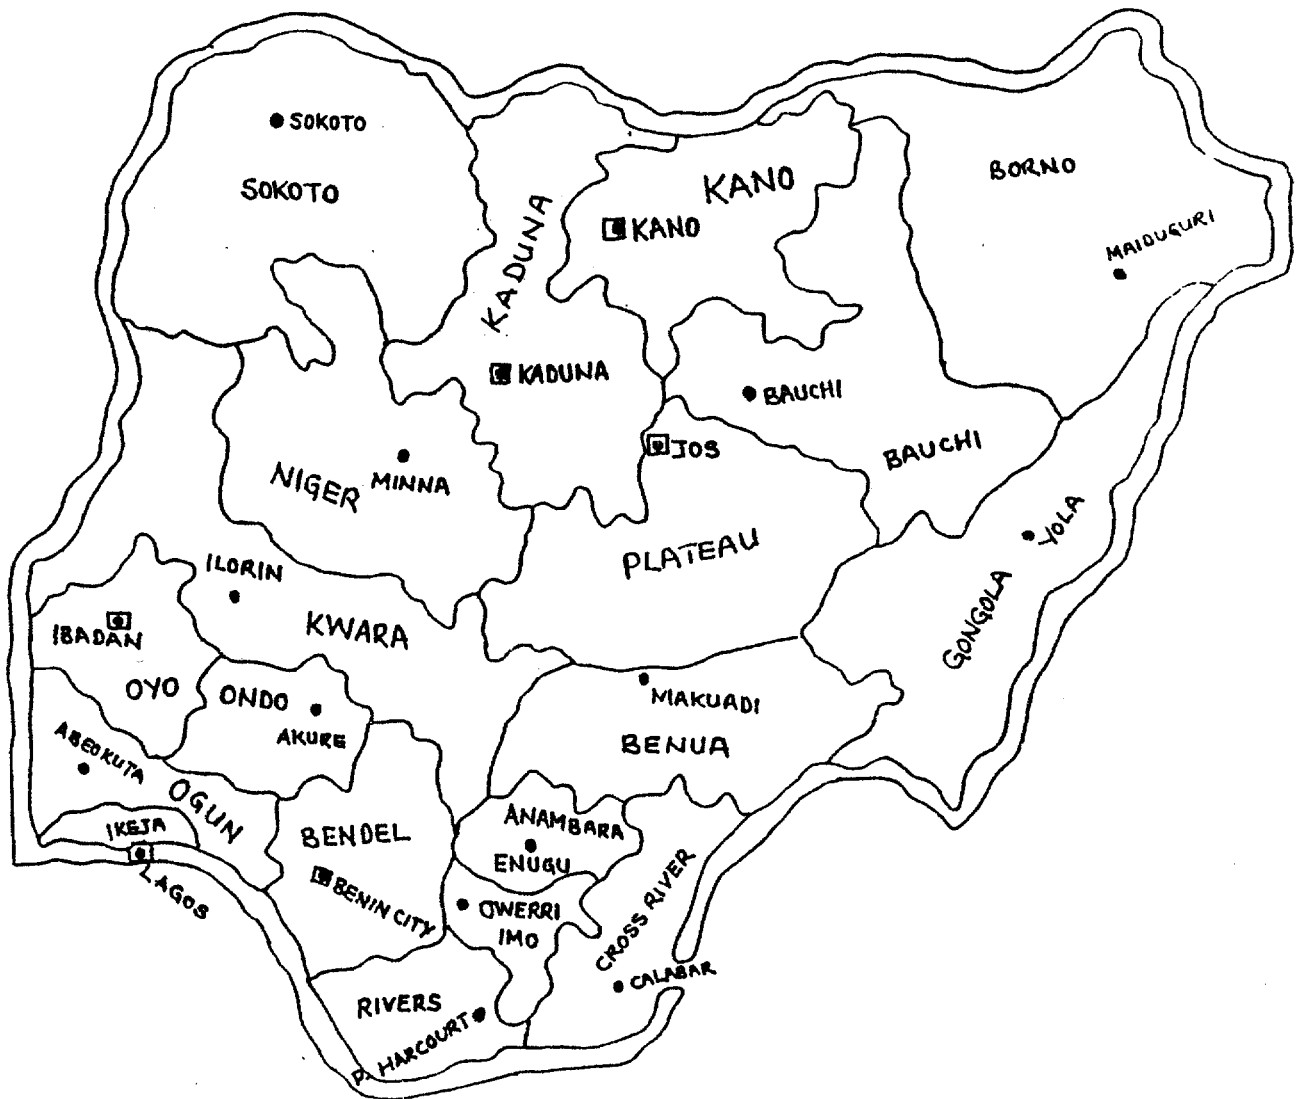 SOKOTO
SOKOTO
KADUNA
KANO
KANO
BORNO
MAIDUGURI
KADUNA
BAUCHI
JOS
BAUCHI
NIGER
MINNA
PLATEAU
YOLA
GONGOLA
ILORIN
KWARA
IBADAN
OYO
ONDO
AKURE
MAKUADI
BENUA
ABEOKUTA
OGUN
IKEJA
LAGOS
BENDEL
BENIN CITY
ANAMBARA
ENUGU
OWERRI
IMO
CROSS RIVER
CALABAR
RIVERS
P. HARCOURT